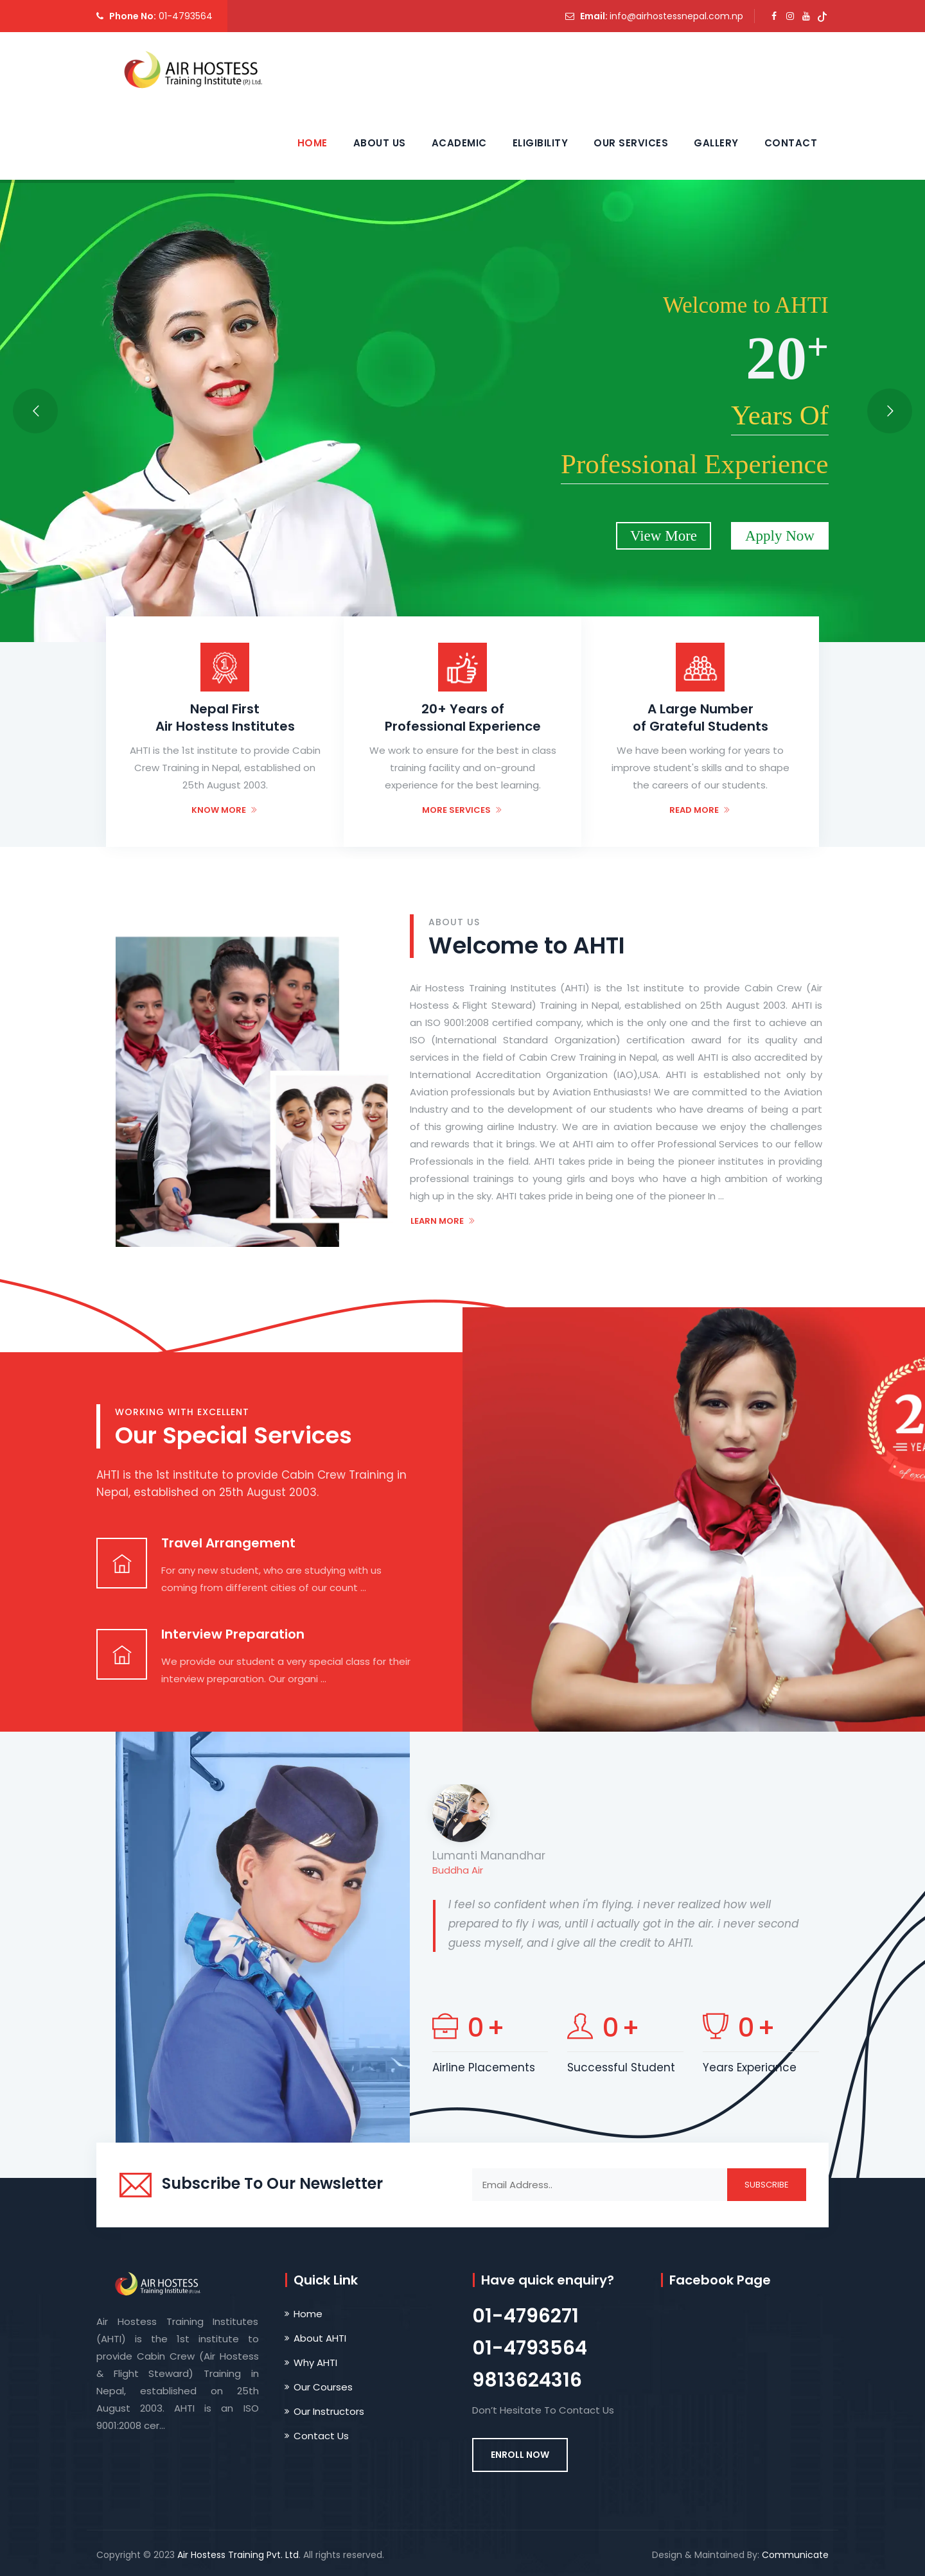 Phone No: 01-4793564
Email: info@airhostessnepal.com.np
AIR HOSTESS
Training Institute (P.) Ltd.
HOME ABOUT US ACADEMIC ELIGIBILITY OUR SERVICES GALLERY CONTACT
Welcome to AHTI
20+
Years Of
Professional Experience
View More Apply Now
Nepal First
Air Hostess Institutes
AHTI is the 1st institute to provide Cabin
Crew Training in Nepal, established on
25th August 2003.
KNOW MORE
20+ Years of
Professional Experience
We work to ensure for the best in class
training facility and on-ground
experience for the best learning.
MORE SERVICES
A Large Number
of Grateful Students
We have been working for years to
improve student's skills and to shape
the careers of our students.
READ MORE
ABOUT US
Welcome to AHTI
Air Hostess Training Institutes (AHTI) is the 1st institute to provide Cabin Crew (Air
Hostess & Flight Steward) Training in Nepal, established on 25th August 2003. AHTI is
an ISO 9001:2008 certified company, which is the only one and the first to achieve an
ISO (International Standard Organization) certification award for its quality and
services in the field of Cabin Crew Training in Nepal, as well AHTI is also accredited by
International Accreditation Organization (IAO),USA. AHTI is established not only by
Aviation professionals but by Aviation Enthusiasts! We are committed to the Aviation
Industry and to the development of our students who have dreams of being a part
of this growing airline Industry. We are in aviation because we enjoy the challenges
and rewards that it brings. We at AHTI aim to offer Professional Services to our fellow
Professionals in the field. AHTI takes pride in being the pioneer institutes in providing
professional trainings to young girls and boys who have a high ambition of working
high up in the sky. AHTI takes pride in being one of the pioneer In ...
LEARN MORE
WORKING WITH EXCELLENT
Our Special Services
AHTI is the 1st institute to provide Cabin Crew Training in
Nepal, established on 25th August 2003.
Travel Arrangement
For any new student, who are studying with us
coming from different cities of our count ...
Interview Preparation
We provide our student a very special class for their
interview preparation. Our organi ...
2
YEA
of exce
Lumanti Manandhar
Buddha Air
I feel so confident when i'm flying. i never realized how well
prepared to fly i was, until i actually got in the air. i never second
guess myself, and i give all the credit to AHTI.
0+ 0+ 0+
Airline Placements Successful Student Years Experiance
Subscribe To Our Newsletter
Email Address..
SUBSCRIBE
AIR HOSTESS
Training Institute (P.) Ltd.
Air Hostess Training Institutes
(AHTI) is the 1st institute to
provide Cabin Crew (Air Hostess
& Flight Steward) Training in
Nepal, established on 25th
August 2003. AHTI is an ISO
9001:2008 cer...
Quick Link
Home
About AHTI
Why AHTI
Our Courses
Our Instructors
Contact Us
Have quick enquiry?
01-4796271
01-4793564
9813624316
Don't Hesitate To Contact Us
ENROLL NOW
Facebook Page
Copyright © 2023 Air Hostess Training Pvt. Ltd. All rights reserved.
Design & Maintained By: Communicate